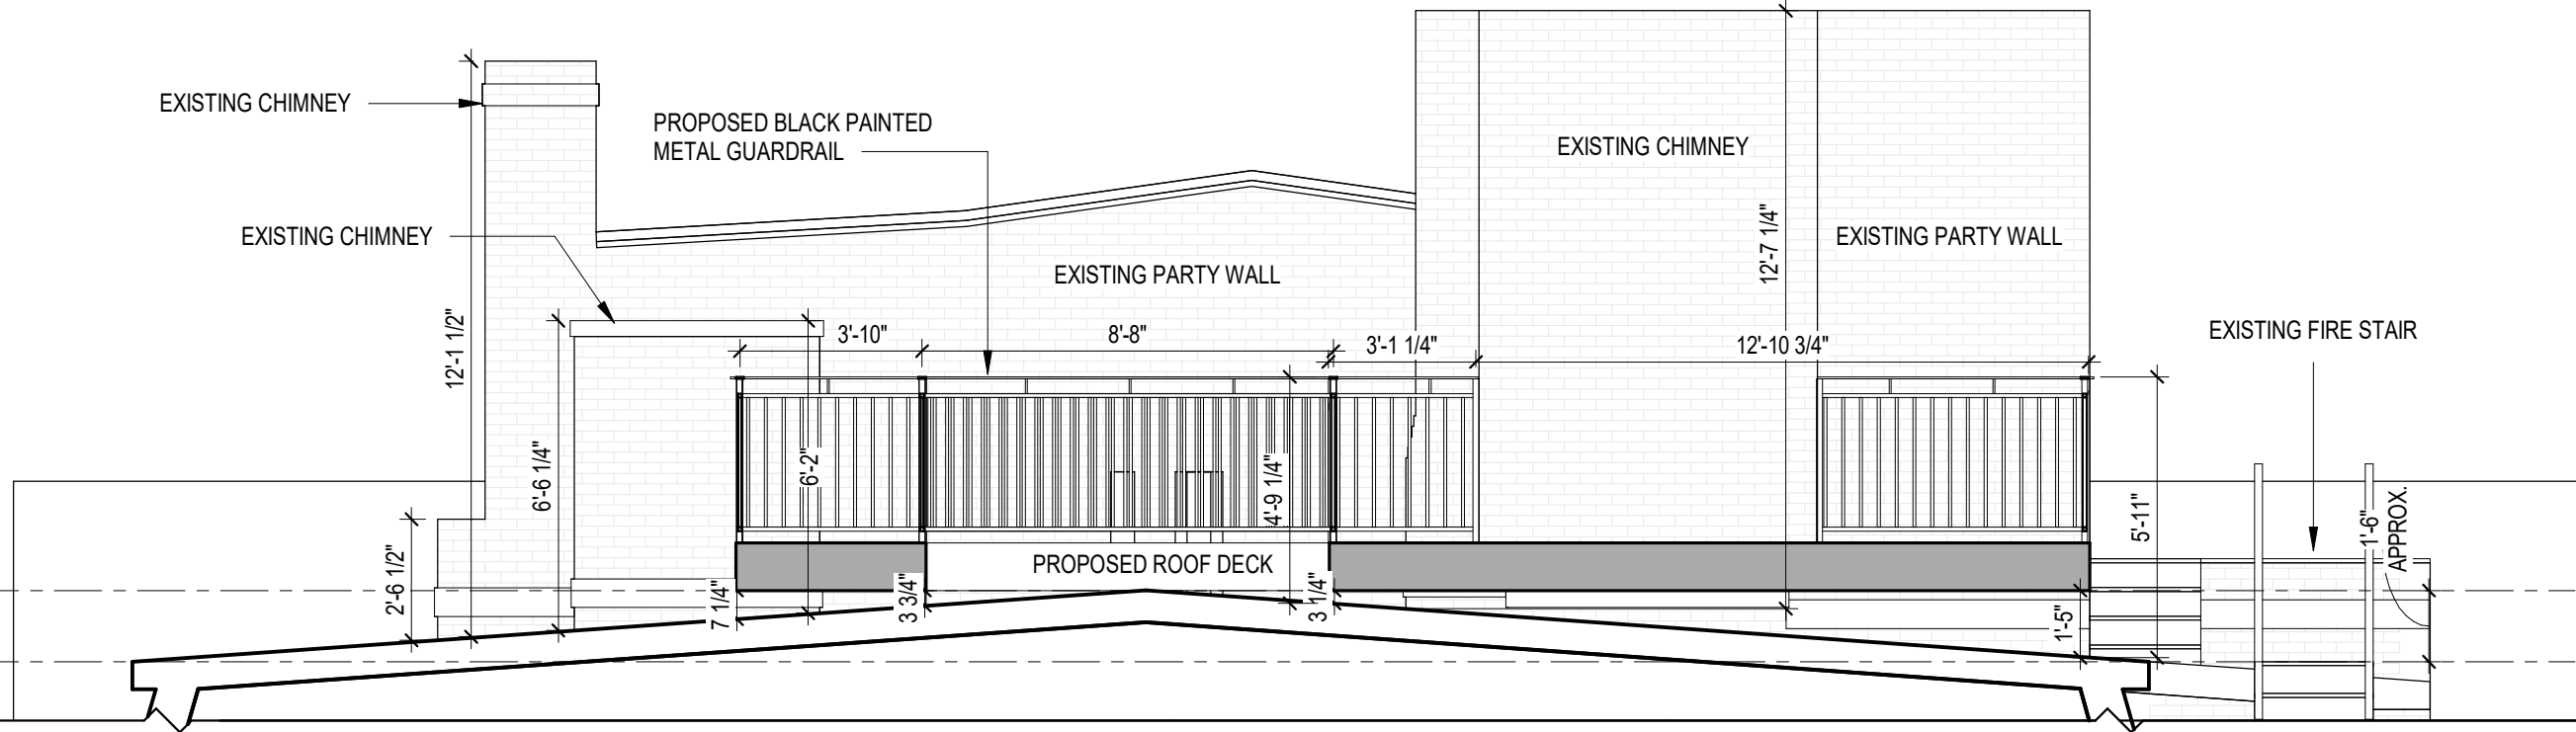 EXISTING CHIMNEY
PROPOSED BLACK PAINTED
METAL GUARDRAIL
EXISTING CHIMNEY
EXISTING CHIMNEY
EXISTING PARTY WALL
EXISTING PARTY WALL
12'-7 1/4"
EXISTING FIRE STAIR
12'-1 1/2"
3'-10"
8'-8"
3'-1 1/4"
12'-10 3/4"
6'-6 1/4"
6'-2"
4'-9 1/4"
5'-11"
1'-6"
APPROX.
PROPOSED ROOF DECK
2'-6 1/2"
7 1/4"
3 3/4"
3 1/4"
1'-5"